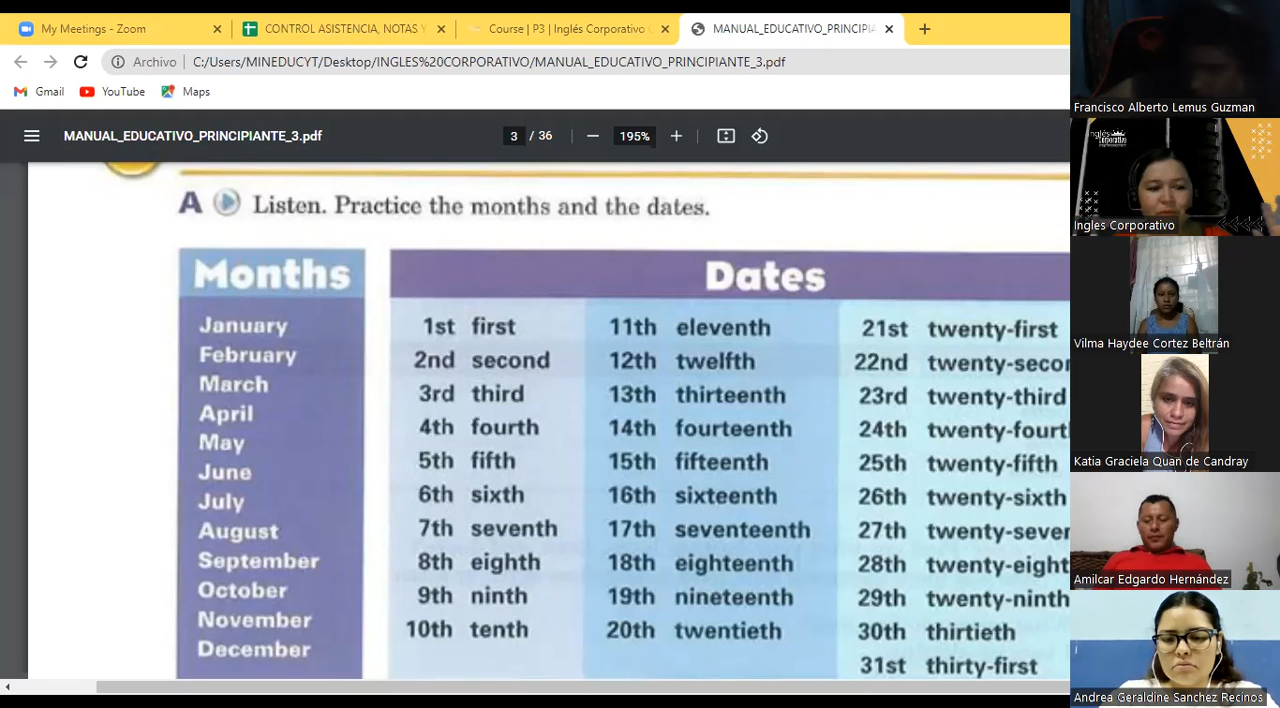 My Meetings - Zoom
CONTROL ASISTENCIA, NOTAS Y
Course | P3 | Inglés Corporativo
MANUAL_EDUCATIVO_PRINCIPIA
Archivo
C:/Users/MINEDUCYT/Desktop/INGLES%20CORPORATIVO/MANUAL_EDUCATIVO_PRINCIPIANTE_3.pdf
Gmail
YouTube
Maps
MANUAL_EDUCATIVO_PRINCIPIANTE_3.pdf
3 / 36
195%
A Listen. Practice the months and the dates.
Months
January
February
March
April
May
June
July
August
September
October
November
December
Dates
1st first
2nd second
3rd third
4th fourth
5th fifth
6th sixth
7th seventh
8th eighth
9th ninth
10th tenth
11th eleventh
12th twelfth
13th thirteenth
14th fourteenth
15th fifteenth
16th sixteenth
17th seventeenth
18th eighteenth
19th nineteenth
20th twentieth
21st twenty-first
22nd twenty-secon
23rd twenty-third
24th twenty-fourt
25th twenty-fifth
26th twenty-sixth
27th twenty-sever
28th twenty-eight
29th twenty-ninth
30th thirtieth
31st thirty-first
Francisco Alberto Lemus Guzman
Inglés
Corporativo
Ingles Corporativo
Vilma Haydee Cortez Beltrán
Katia Graciela Quan de Candray
Amilcar Edgardo Hernández
Andrea Geraldine Sanchez Recinos